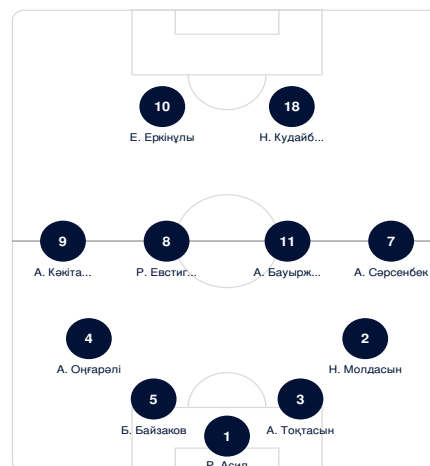 10
18
Е. Еркінұлы
Н. Кудайб...
9
8
11
7
А. Кәкіта...
Р. Евстиг...
А. Бауырж...
А. Сәрсенбек
4
2
А. Оңғарәлі
Н. Молдасын
5
3
Б. Байзаков
А. Тоқтасын
1
Р. Асил